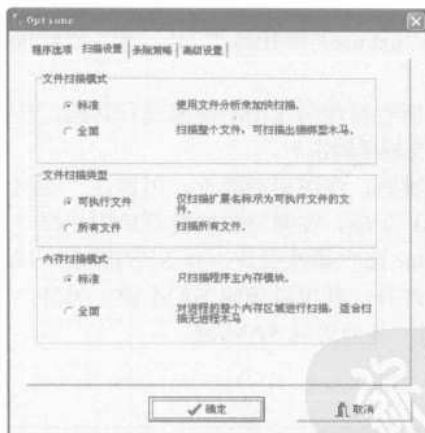 Options
程序选项 扫描设置 杀除策略 高级设置
文件扫描模式
标准 使用文件分析来加快扫描。
全面 扫描整个文件，可扫描出捆绑型木马。
文件扫描类型
可执行文件 仅扫描扩展名标示为可执行文件的文
件。
所有文件 扫描所有文件。
内存扫描模式
标准 只扫描程序主内存模块。
全面 对进程的整个内存区域进行扫描，适合扫
描无进程木马
确定 取消